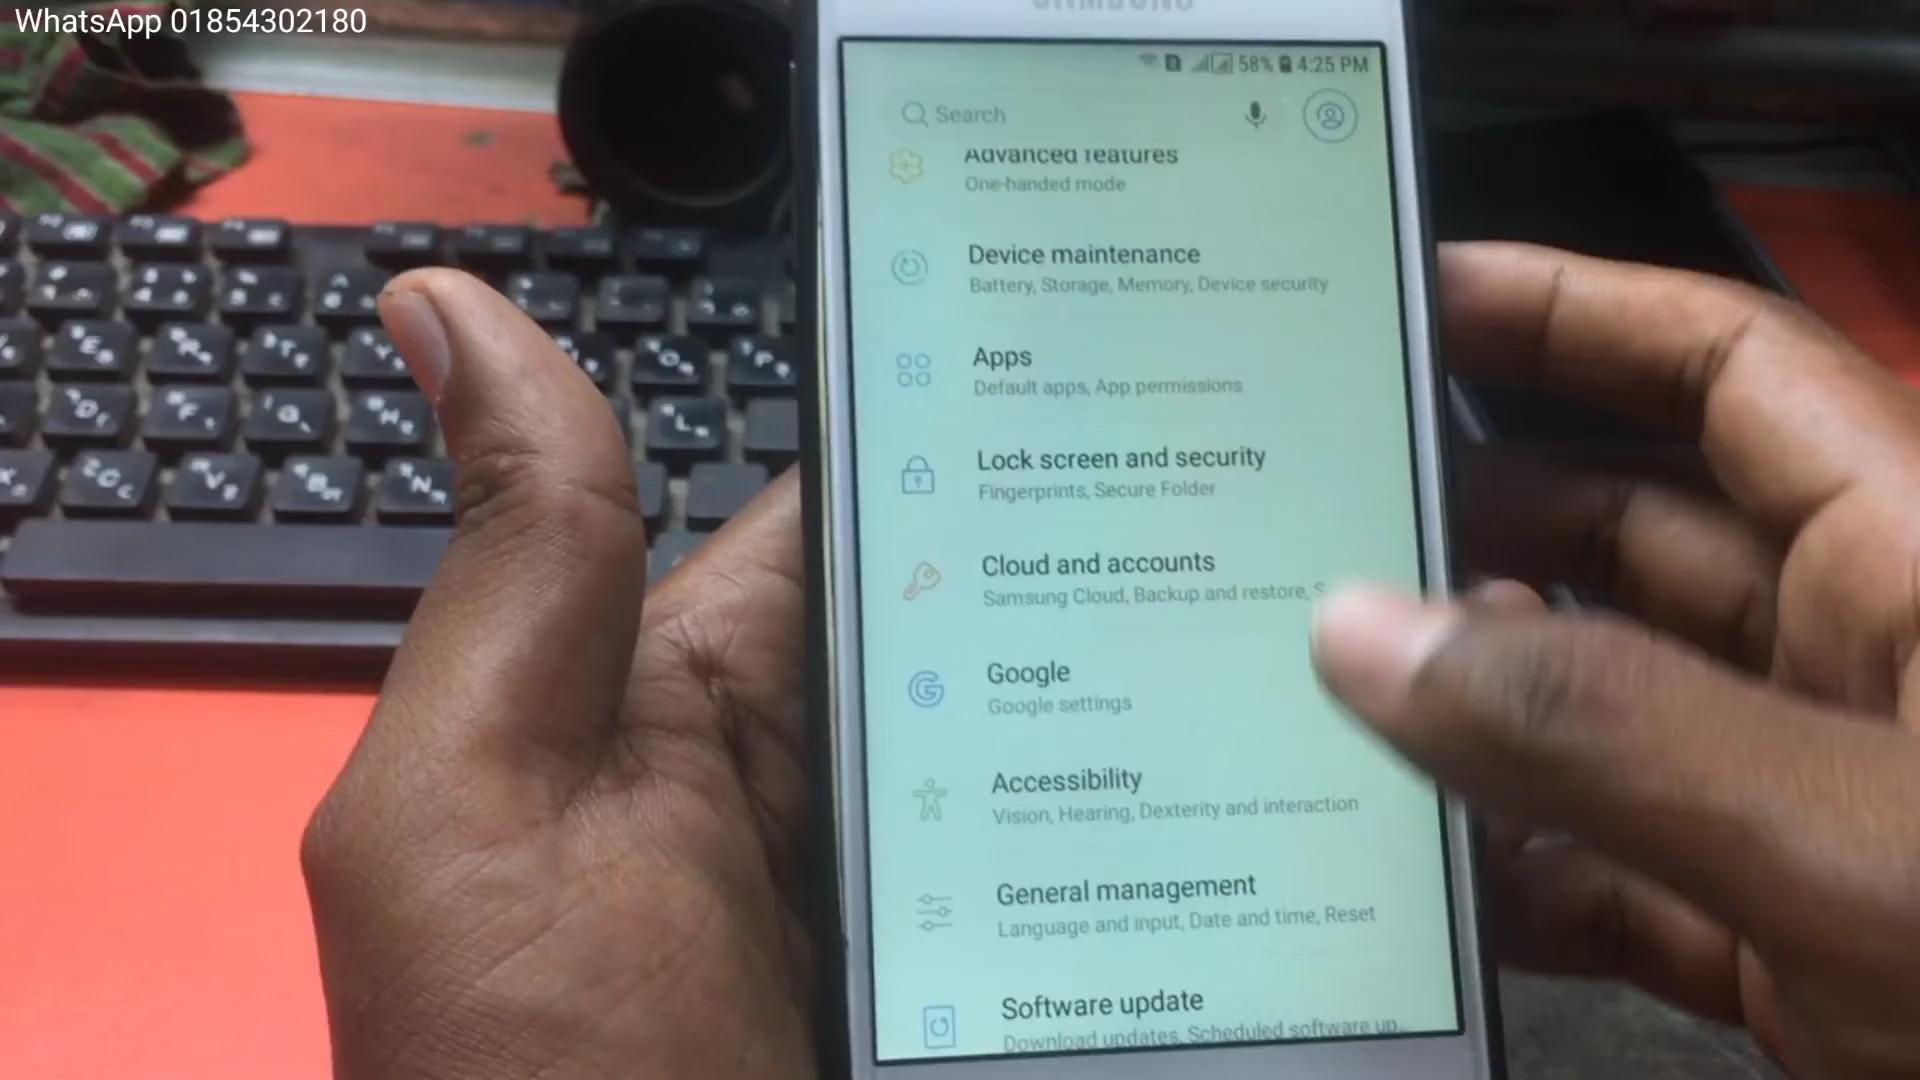 WhatsApp 01854302180
SAMSUNG
58% 4:25 PM
Search
Advanced features
One-handed mode
Device maintenance
Battery, Storage, Memory, Device security
Apps
Default apps, App permissions
Lock screen and security
Fingerprints, Secure Folder
Cloud and accounts
Samsung Cloud, Backup and restore, S
Google
Google settings
Accessibility
Vision, Hearing, Dexterity and interaction
General management
Language and input, Date and time, Reset
Software update
Download updates, Scheduled software up...